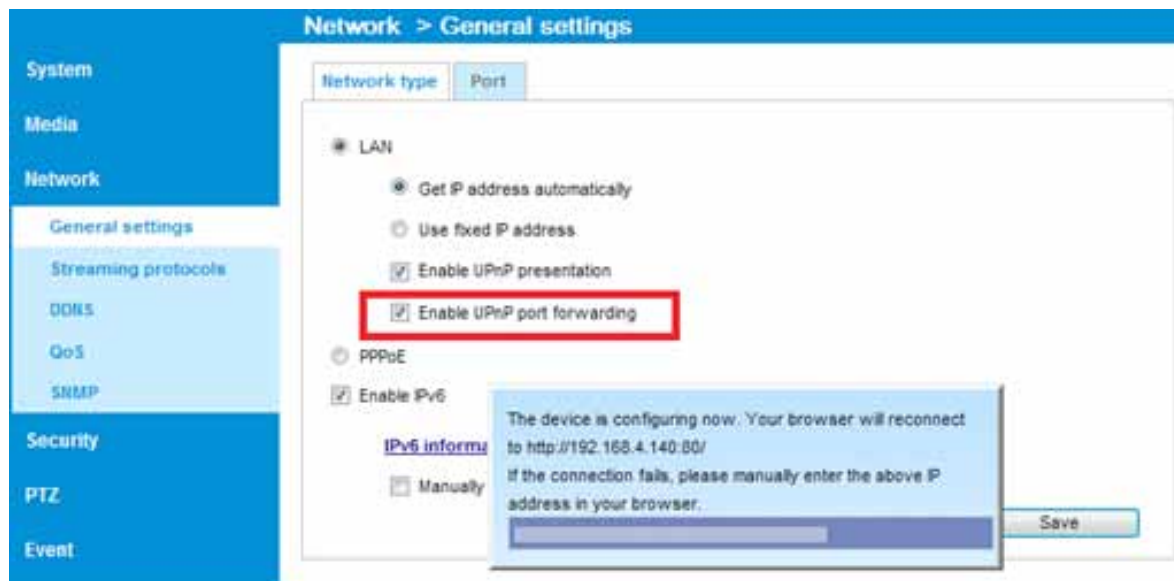 Network > General settings
System
Media
Network
General settings
Streaming protocols
DDNS
QoS
SNMP
Security
PTZ
Event
Network type
Port
LAN
Get IP address automatically
Use fixed IP address
Enable UPnP presentation
Enable UPnP port forwarding
PPPoE
Enable IPv6
IPv6 informa
Manually
The device is configuring now. Your browser will reconnect
to http://192.168.4.140:80/
If the connection fails, please manually enter the above IP
address in your browser.
Save